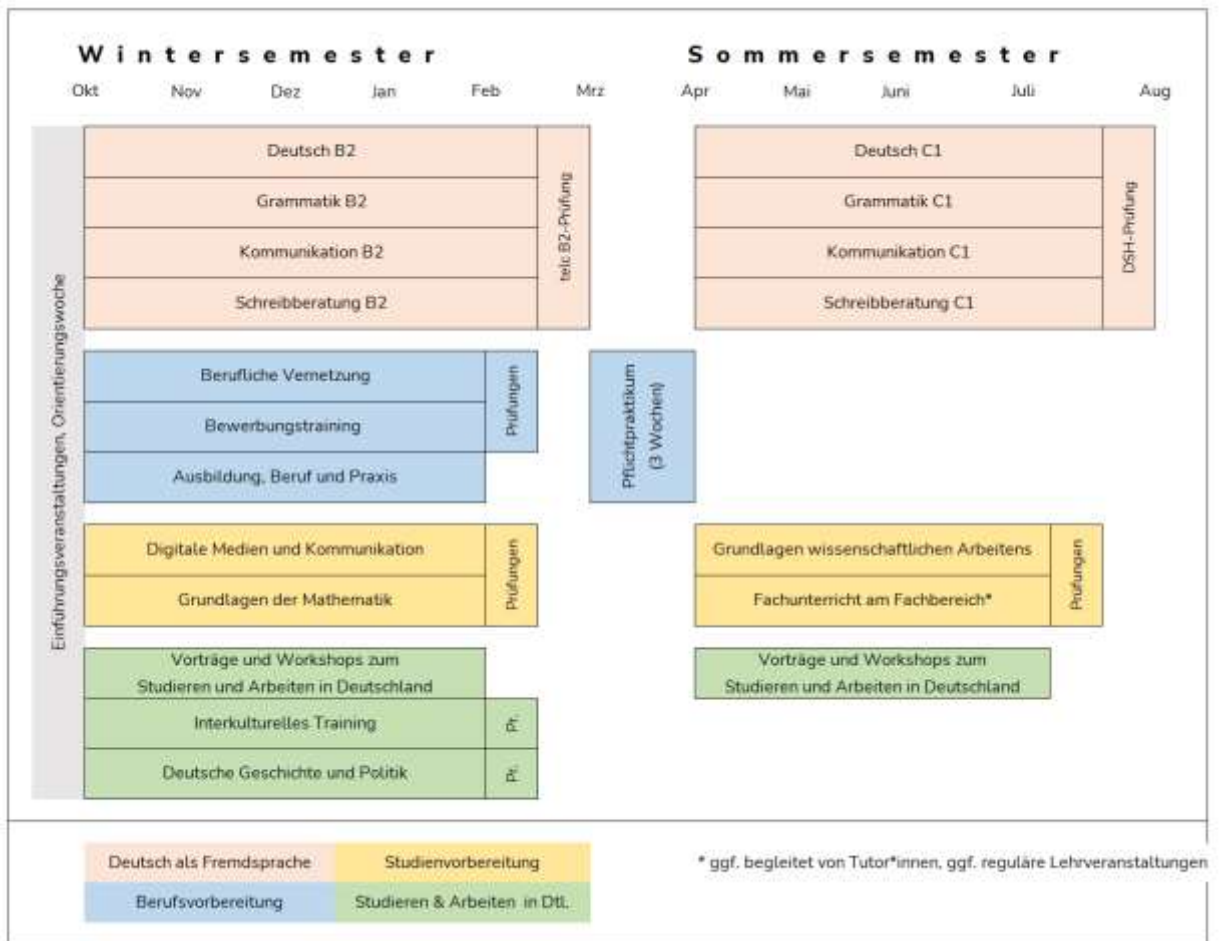 Wintersemester
Sommersemester
Okt Nov Dez Jan Feb Mrz Apr Mai Juni Juli Aug
Einführungsveranstaltungen, Orientierungswoche
Deutsch B2
Grammatik B2
Kommunikation B2
Schreibberatung B2
telc B2-Prüfung
Deutsch C1
Grammatik C1
Kommunikation C1
Schreibberatung C1
DSH-Prüfung
Berufliche Vernetzung
Bewerbungstraining
Ausbildung, Beruf und Praxis
Prüfungen
Pflichtpraktikum
(3 Wochen)
Digitale Medien und Kommunikation
Grundlagen der Mathematik
Prüfungen
Grundlagen wissenschaftlichen Arbeitens
Fachunterricht am Fachbereich*
Prüfungen
Vorträge und Workshops zum
Studieren und Arbeiten in Deutschland
Interkulturelles Training
Pr.
Deutsche Geschichte und Politik
Pr.
Vorträge und Workshops zum
Studieren und Arbeiten in Deutschland
Deutsch als Fremdsprache
Studienvorbereitung
Berufsvorbereitung
Studieren & Arbeiten in Dtl.
* ggf. begleitet von Tutor*innen, ggf. reguläre Lehrveranstaltungen